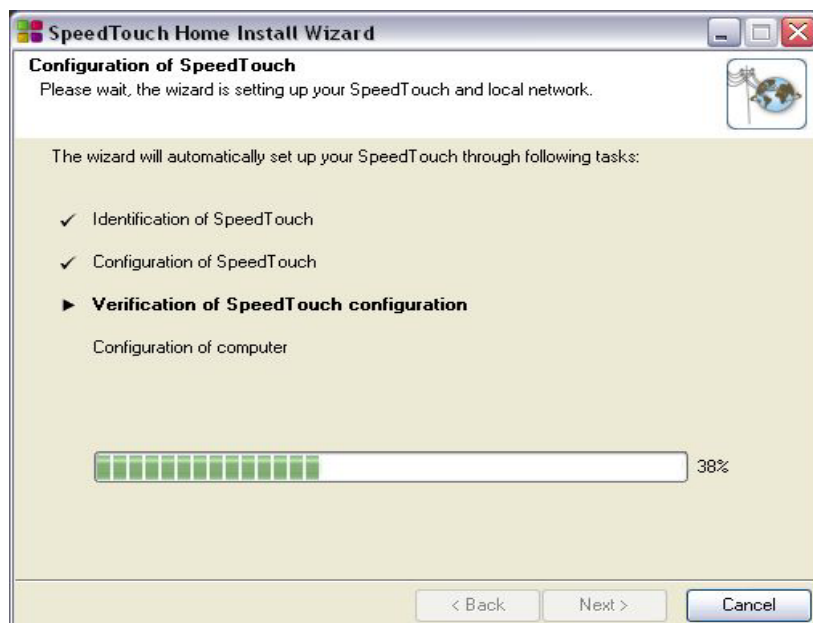 SpeedTouch Home Install Wizard
Configuration of SpeedTouch
Please wait, the wizard is setting up your SpeedTouch and local network.
The wizard will automatically set up your SpeedTouch through following tasks:
✓ Identification of SpeedTouch
✓ Configuration of SpeedTouch
► Verification of SpeedTouch configuration
Configuration of computer
38%
< Back Next > Cancel